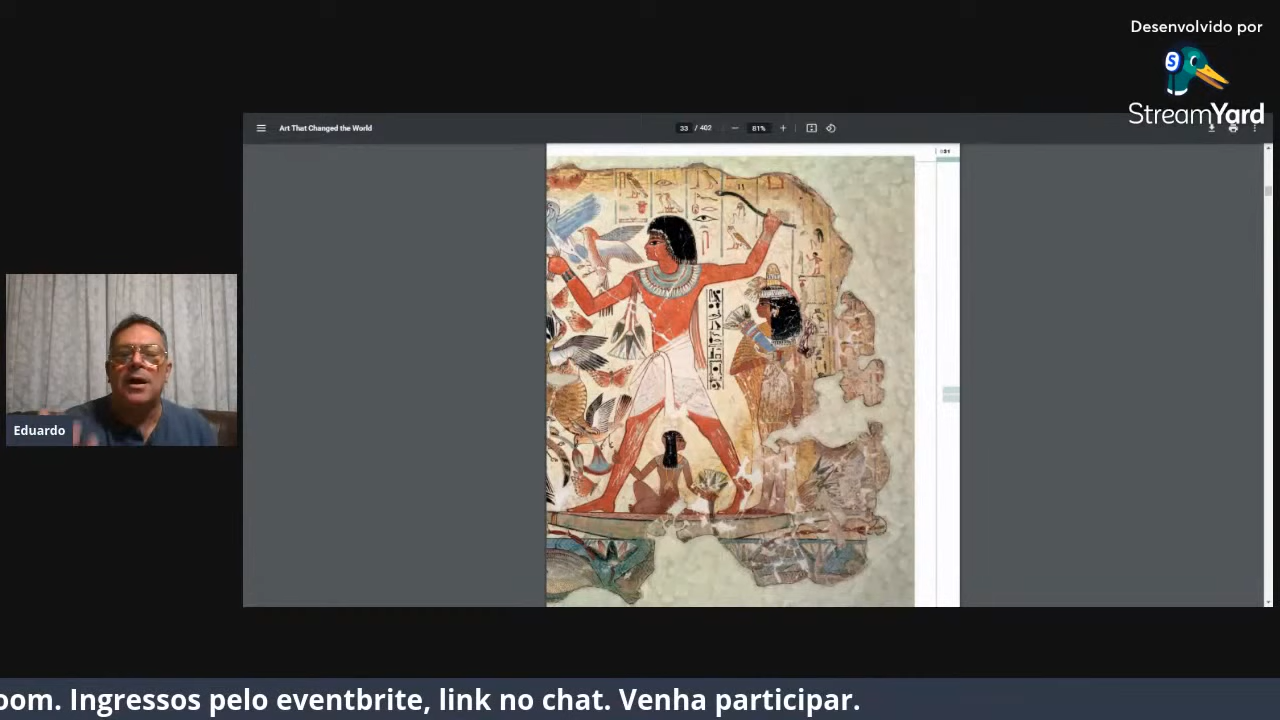 Desenvolvido por
StreamYard
Art That Changed the World
33 / 402
81%
Eduardo
oom. Ingressos pelo eventbrite, link no chat. Venha participar.